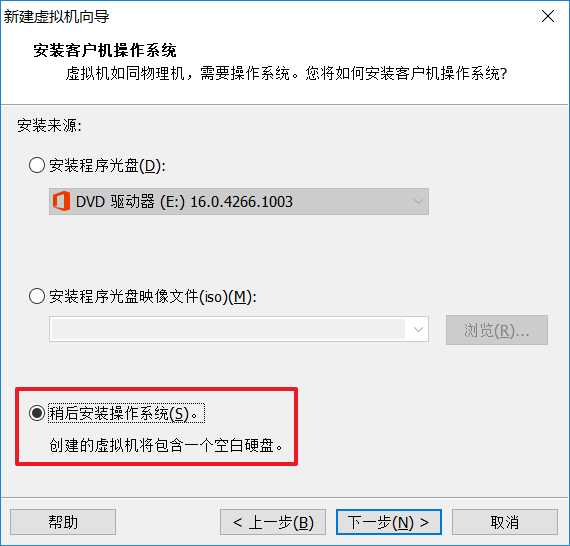 新建虚拟机向导
安装客户机操作系统
虚拟机如同物理机，需要操作系统。您将如何安装客户机操作系统?
安装来源:
安装程序光盘(D):
DVD 驱动器 (E:) 16.0.4266.1003
安装程序光盘映像文件(iso)(M):
浏览(R)...
稍后安装操作系统(S)。
创建的虚拟机将包含一个空白硬盘。
帮助
< 上一步(B)
下一步(N) >
取消